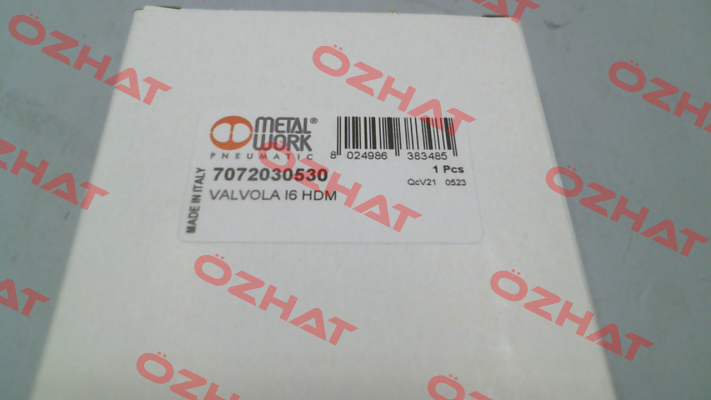 METAL®
WORK
PNEUMATIC
8 024986 383485
7072030530
1 Pcs
VALVOLA I6 HDM
QcV21 0523
MADE IN ITALY
ÖZHAT
ÖZHAT
ÖZHAT
ÖZHAT
ÖZHAT
ÖZHAT
ÖZHAT
ÖZHAT
ÖZHAT
ÖZHAT